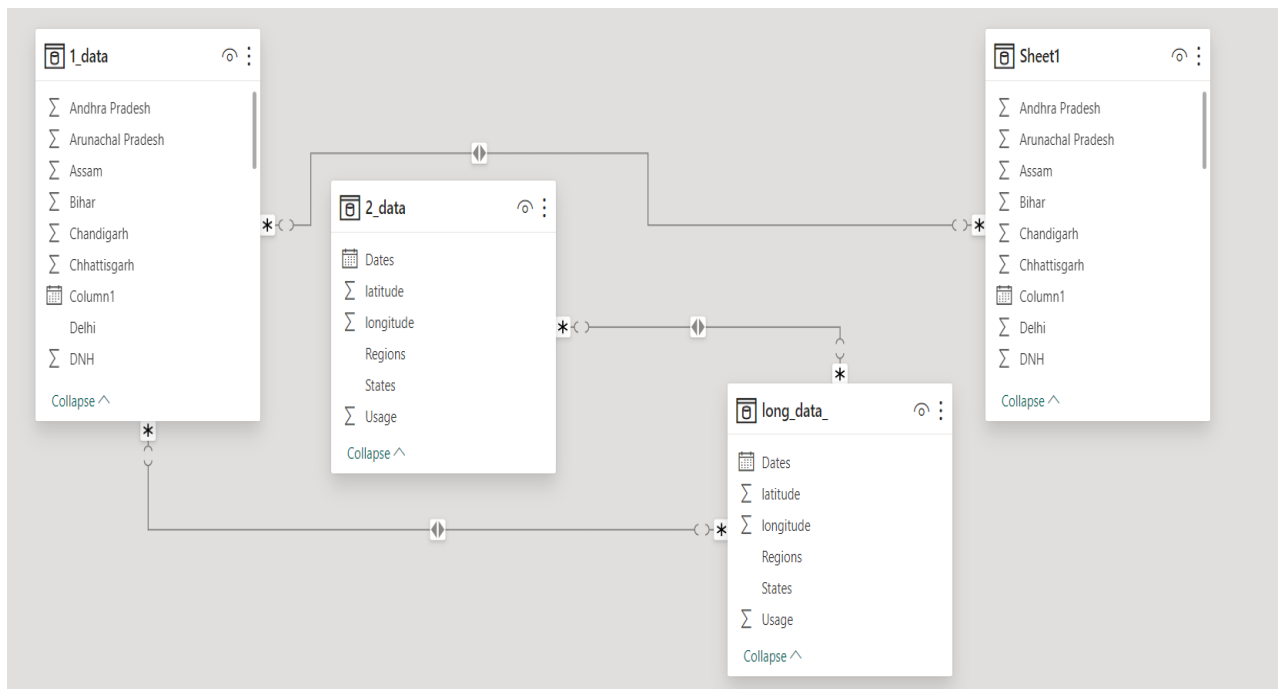 1_data
Andhra Pradesh
Arunachal Pradesh
Assam
Bihar
Chandigarh
Chhattisgarh
Column1
Delhi
DNH
Collapse
2_data
Dates
latitude
longitude
Regions
States
Usage
Collapse
long_data_
Dates
latitude
longitude
Regions
States
Usage
Collapse
Sheet1
Andhra Pradesh
Arunachal Pradesh
Assam
Bihar
Chandigarh
Chhattisgarh
Column1
Delhi
DNH
Collapse